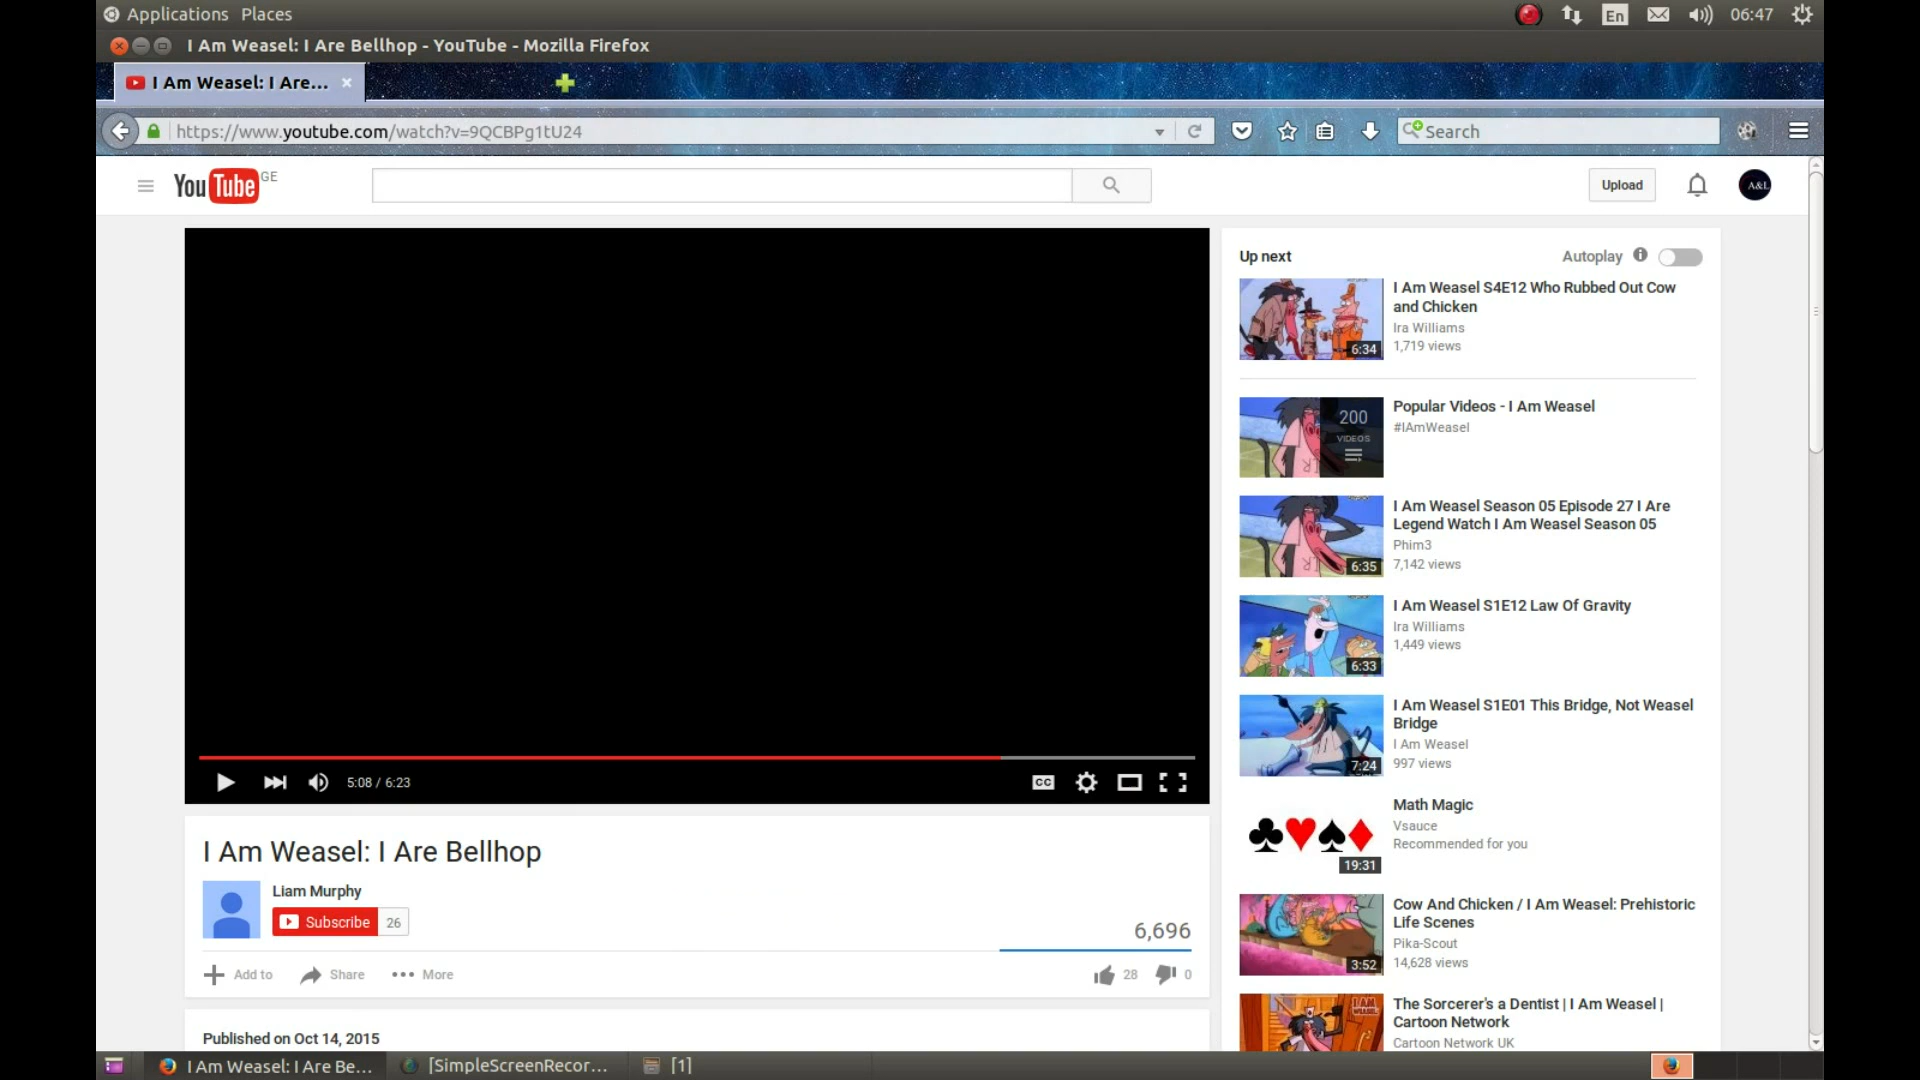 Applications Places
En
06:47
I Am Weasel: I Are Bellhop - YouTube - Mozilla Firefox
I Am Weasel: I Are...
https://www.youtube.com/watch?v=9QCBPg1tU24
Search
YouTube GE
Upload
A&L
Up next
Autoplay
I Am Weasel S4E12 Who Rubbed Out Cow
and Chicken
Ira Williams
1,719 views
6:34
200
VIDEOS
Popular Videos - I Am Weasel
#IAmWeasel
I Am Weasel Season 05 Episode 27 I Are
Legend Watch I Am Weasel Season 05
Phim3
7,142 views
6:35
I Am Weasel S1E12 Law Of Gravity
Ira Williams
1,449 views
6:33
I Am Weasel S1E01 This Bridge, Not Weasel
Bridge
I Am Weasel
997 views
7:24
Math Magic
Vsauce
Recommended for you
19:31
Cow And Chicken / I Am Weasel: Prehistoric
Life Scenes
Pika-Scout
14,628 views
3:52
The Sorcerer's a Dentist | I Am Weasel |
Cartoon Network
Cartoon Network UK
5:08 / 6:23
CC
I Am Weasel: I Are Bellhop
Liam Murphy
Subscribe 26
6,696
Add to Share More
28 0
Published on Oct 14, 2015
I Am Weasel: I Are Be...
[SimpleScreenRecor...
[1]